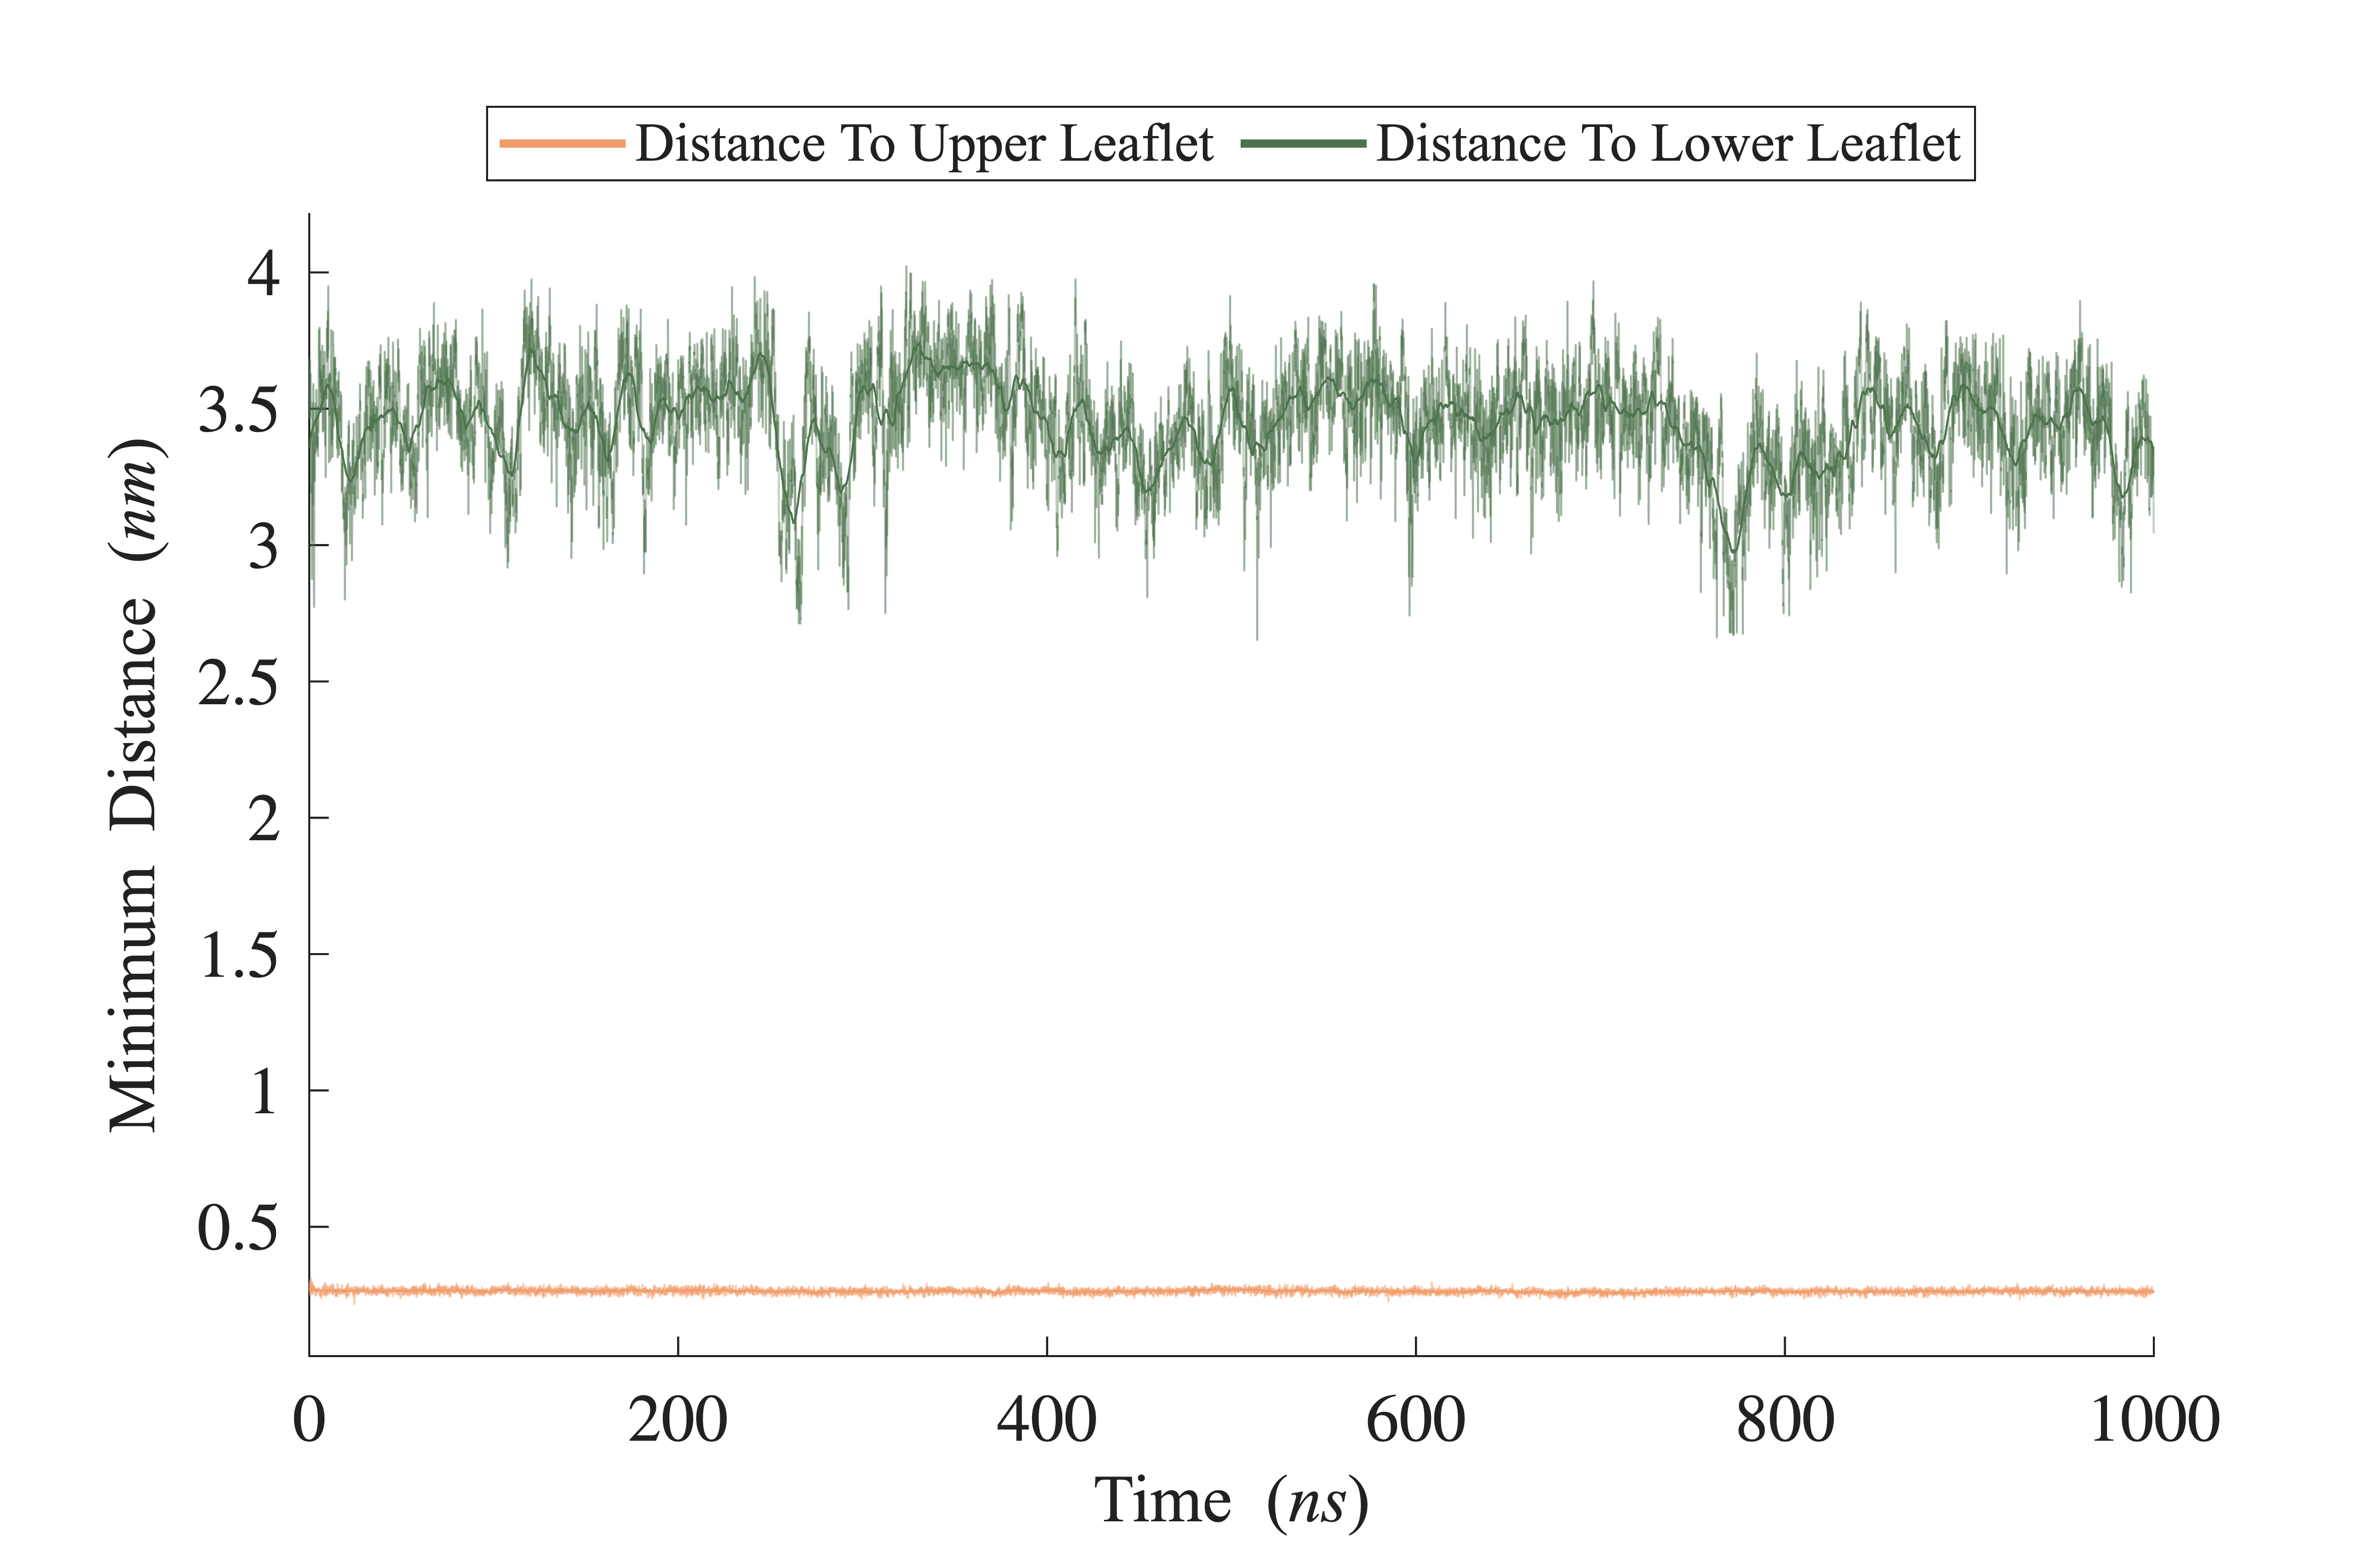 Distance To Upper Leaflet Distance To Lower Leaflet
4
3.5
3
2.5
2
1.5
1
0.5
Minimum Distance (nm)
0 200 400 600 800 1000
Time (ns)